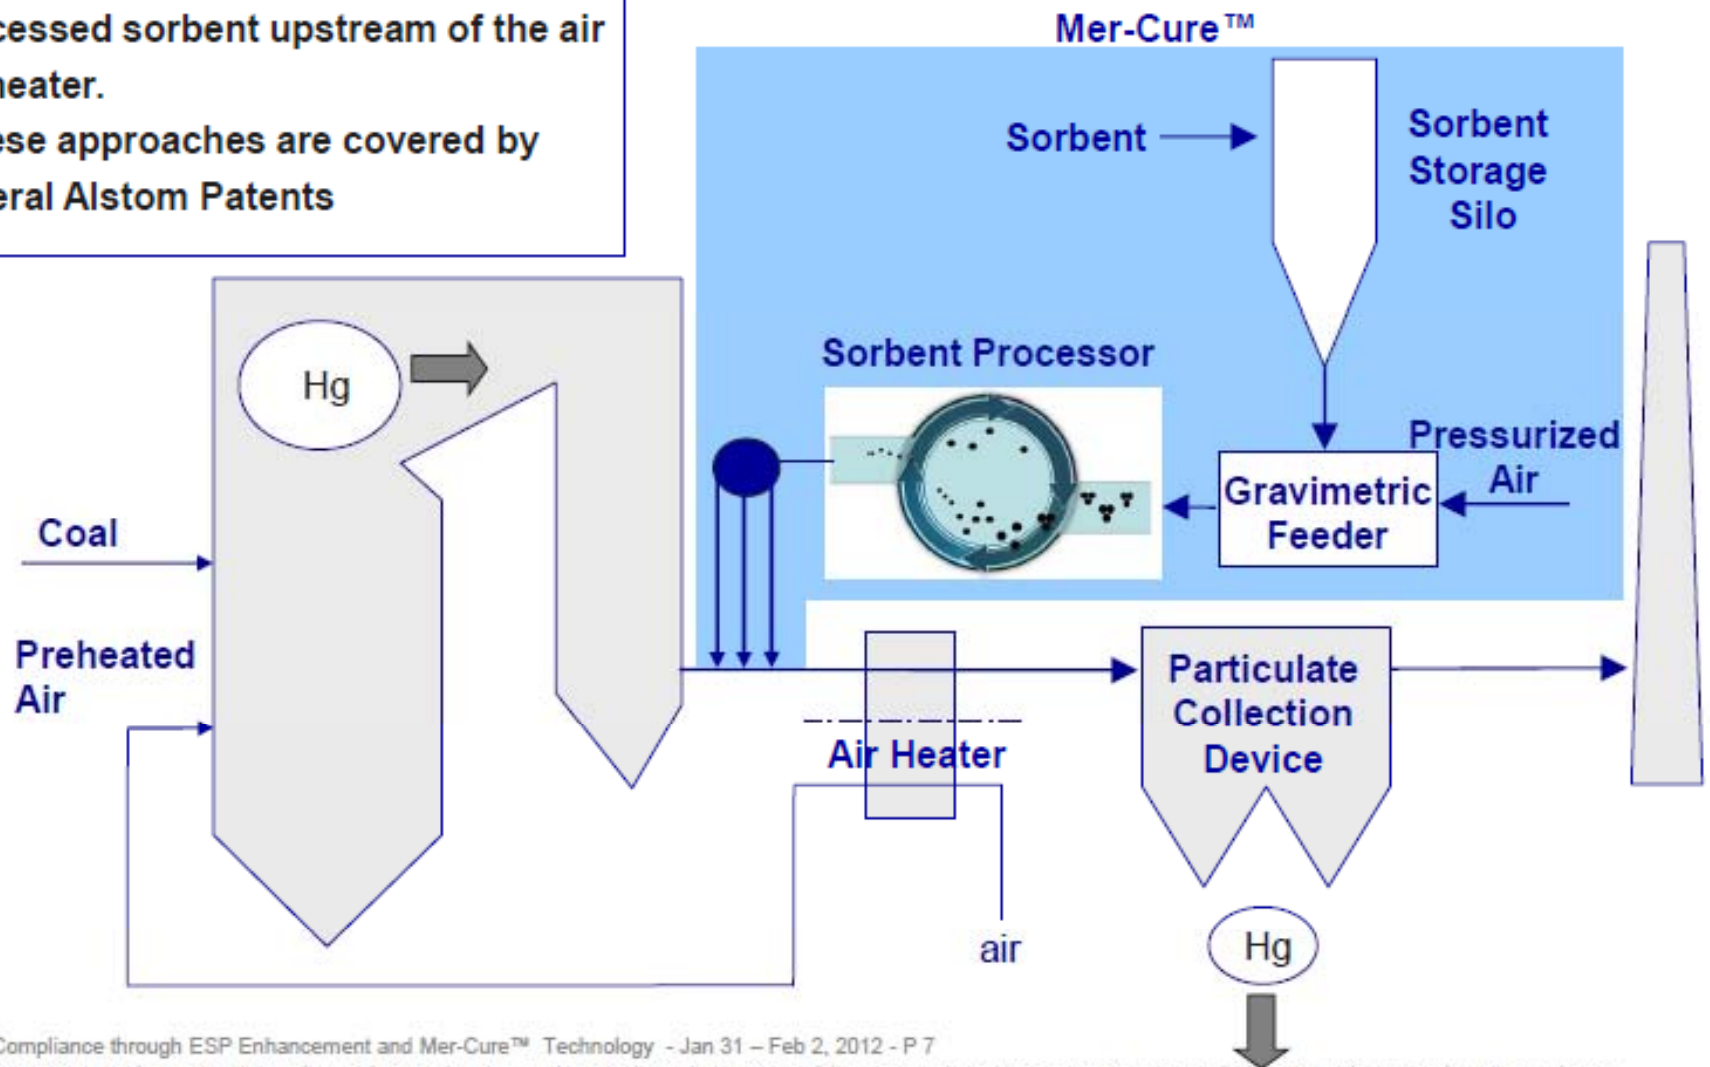 cessed sorbent upstream of the air
heater.
ese approaches are covered by
eral Alstom Patents
Mer-Cure™
Sorbent
Sorbent
Storage
Silo
Hg
Sorbent Processor
Pressurized
Air
Gravimetric
Feeder
Coal
Preheated
Air
Particulate
Collection
Device
Air Heater
air
Hg
Compliance through ESP Enhancement and Mer-Cure™ Technology - Jan 31 – Feb 2, 2012 - P 7